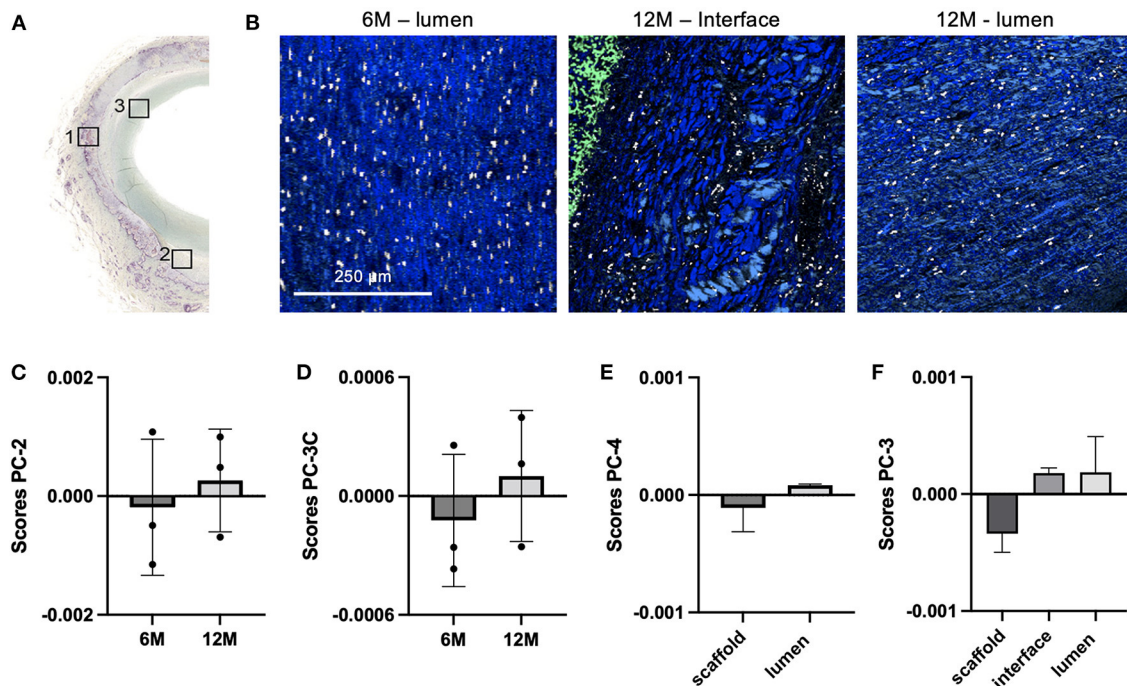 A
B
6M – lumen
12M – Interface
12M - lumen
3
1
2
250 µm
C
0.002
0.000
-0.002
Scores PC-2
6M
12M
D
0.0006
0.0000
-0.0006
Scores PC-3C
6M
12M
E
0.001
0.000
-0.001
Scores PC-4
scaffold
lumen
F
0.001
0.000
-0.001
Scores PC-3
scaffold
interface
lumen